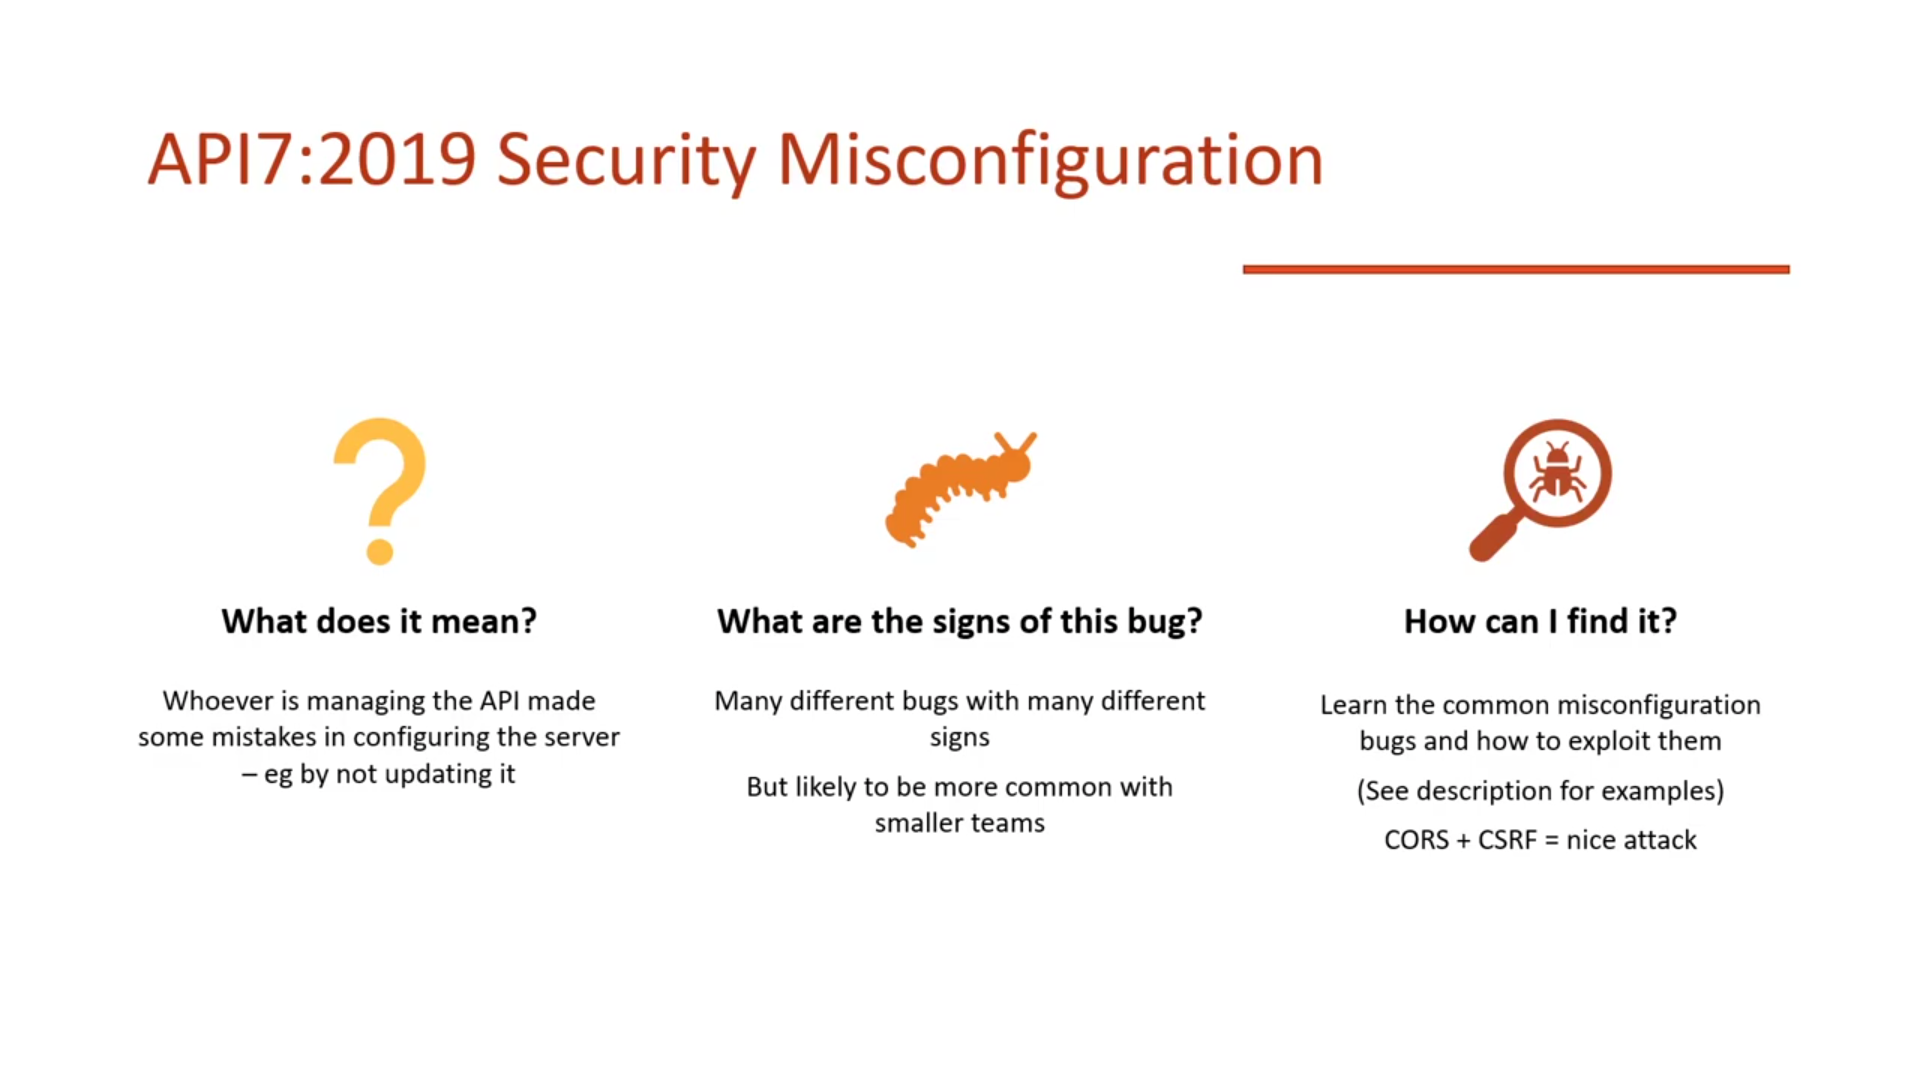 API7:2019 Security Misconfiguration
What does it mean?
Whoever is managing the API made
some mistakes in configuring the server
– eg by not updating it
What are the signs of this bug?
Many different bugs with many different
signs
But likely to be more common with
smaller teams
How can I find it?
Learn the common misconfiguration
bugs and how to exploit them
(See description for examples)
CORS + CSRF = nice attack